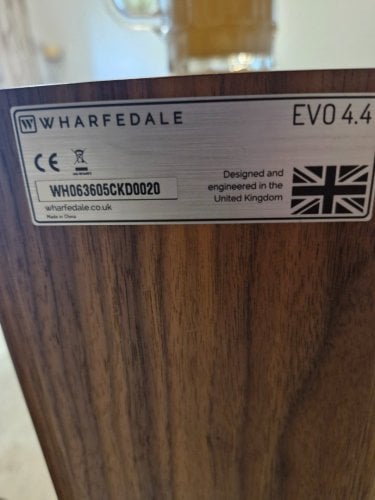 WHARFEDALE
EVO 4.4
CE
WH063605CKD0020
wharfedale.co.uk
Made in China
Designed and
engineered in the
United Kingdom